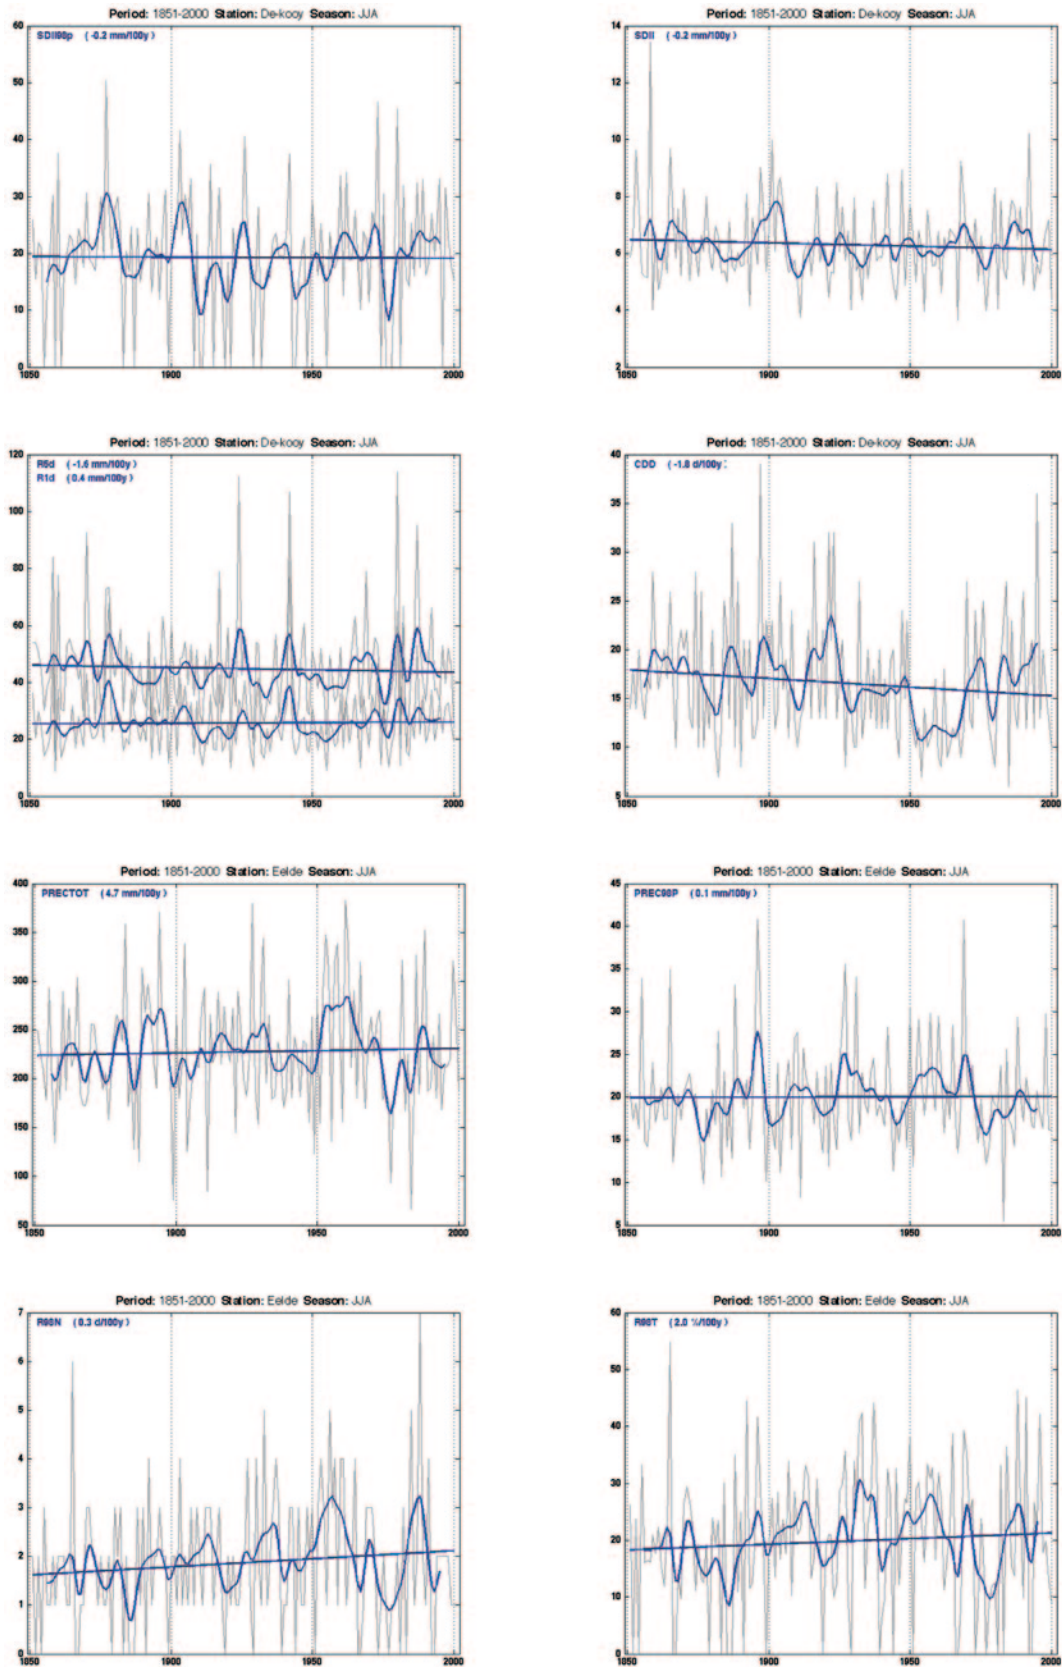 Period: 1851-2000 Station: De-kooy Season: JJA
SDII90p ( -0.2 mm/100y )
60
50
40
30
20
10
0
1850 1900 1950 2000
Period: 1851-2000 Station: De-kooy Season: JJA
SDII ( -0.2 mm/100y )
14
12
10
8
6
4
2
1850 1900 1950 2000
Period: 1851-2000 Station: De-kooy Season: JJA
R5d ( -1.6 mm/100y )
R1d ( 0.4 mm/100y )
120
100
80
60
40
20
0
1850 1900 1950 2000
Period: 1851-2000 Station: De-kooy Season: JJA
CDD ( -1.8 d/100y )
40
35
30
25
20
15
10
5
1850 1900 1950 2000
Period: 1851-2000 Station: Eelde Season: JJA
PRECTOT ( 4.7 mm/100y )
400
350
300
250
200
150
100
50
1850 1900 1950 2000
Period: 1851-2000 Station: Eelde Season: JJA
PREC90P ( 0.1 mm/100y )
45
40
35
30
25
20
15
10
5
1850 1900 1950 2000
Period: 1851-2000 Station: Eelde Season: JJA
R90N ( 0.3 d/100y )
7
6
5
4
3
2
1
0
1850 1900 1950 2000
Period: 1851-2000 Station: Eelde Season: JJA
R90T ( 2.0 %/100y )
60
50
40
30
20
10
0
1850 1900 1950 2000